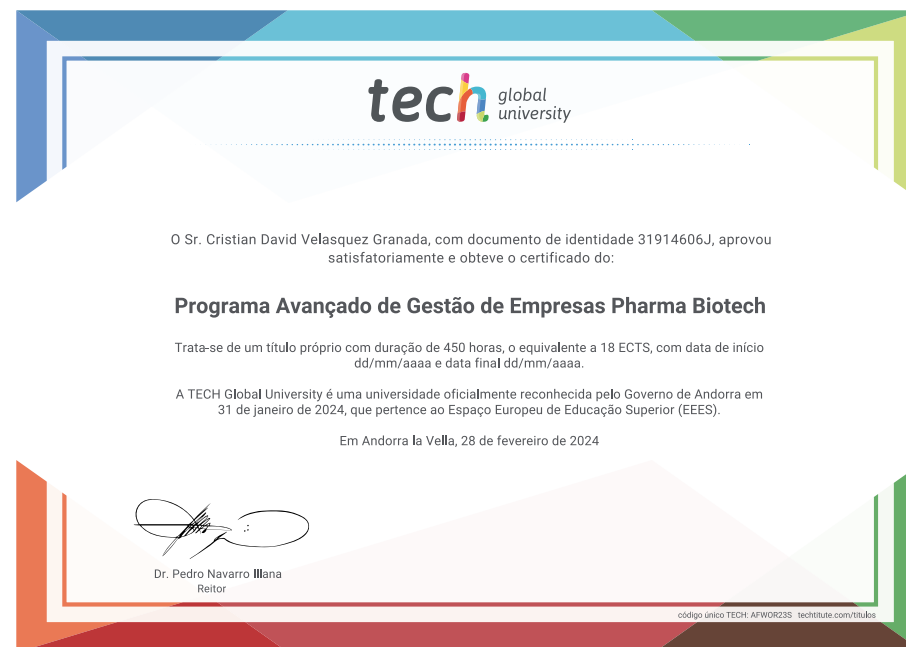 tech global university
O Sr. Cristian David Velasquez Granada, com documento de identidade 31914606J, aprovou
satisfatoriamente e obteve o certificado do:
Programa Avançado de Gestão de Empresas Pharma Biotech
Trata-se de um título próprio com duração de 450 horas, o equivalente a 18 ECTS, com data de início
dd/mm/aaaa e data final dd/mm/aaaa.
A TECH Global University é uma universidade oficialmente reconhecida pelo Governo de Andorra em
31 de janeiro de 2024, que pertence ao Espaço Europeu de Educação Superior (EEES).
Em Andorra la Vella, 28 de fevereiro de 2024
Dr. Pedro Navarro Illana
Reitor
código único TECH: AFWOR23S techtitute.com/titulos